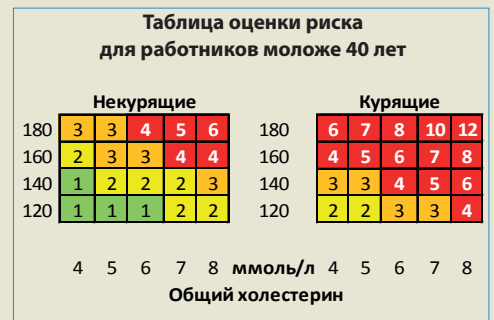 Таблица оценки риска
для работников моложе 40 лет
Некурящие Курящие
180 3 3 4 5 6 180 6 7 8 10 12
160 2 3 3 4 4 160 4 5 6 7 8
140 1 2 2 2 3 140 3 3 4 5 6
120 1 1 1 2 2 120 2 2 3 3 4
4 5 6 7 8 ммоль/л 4 5 6 7 8
Общий холестерин